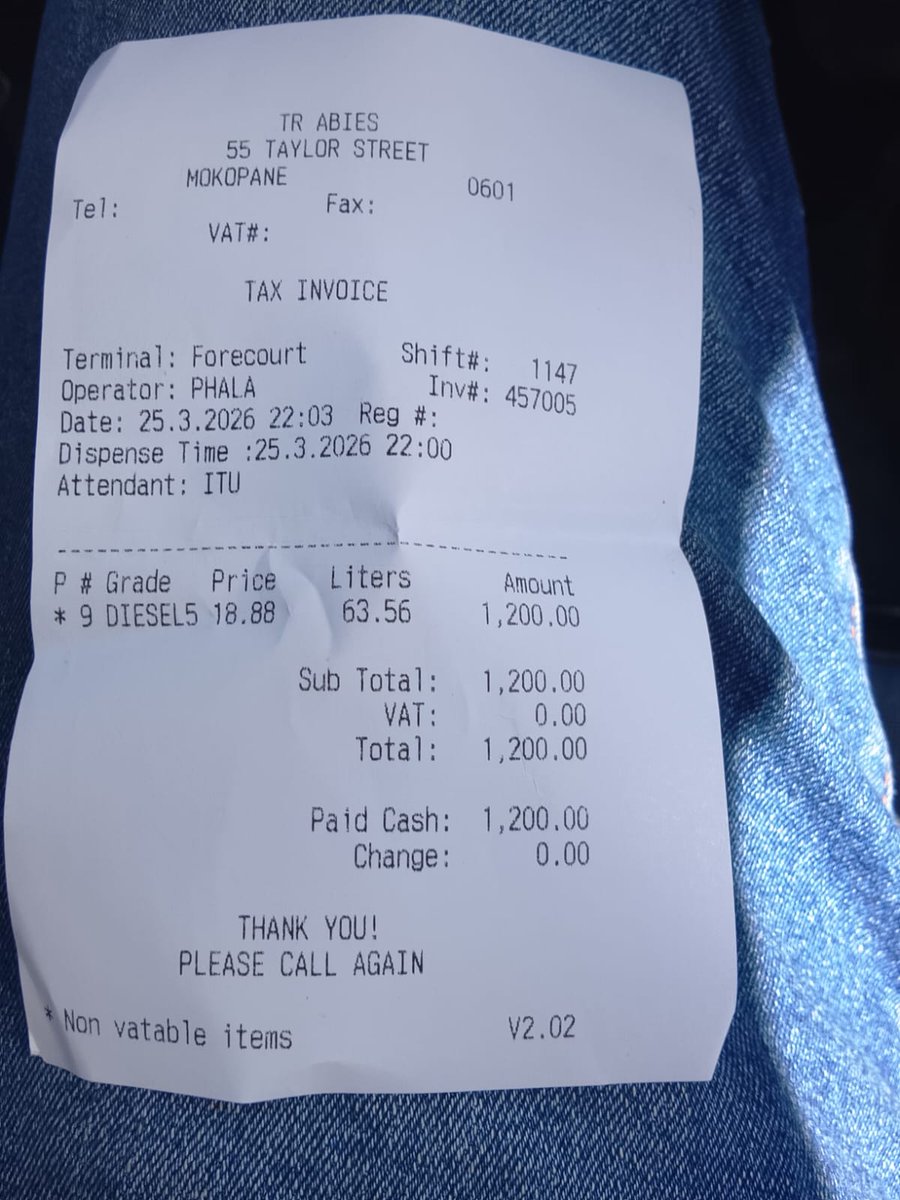 TR ABIES
55 TAYLOR STREET
MOKOPANE 0601
Tel: Fax:
VAT#:
TAX INVOICE
Terminal: Forecourt Shift#: 1147
Operator: PHALA Inv#: 457005
Date: 25.3.2026 22:03 Reg #:
Dispense Time :25.3.2026 22:00
Attendant: ITU
P # Grade Price Liters Amount
* 9 DIESEL5 18.88 63.56 1,200.00
Sub Total: 1,200.00
VAT: 0.00
Total: 1,200.00
Paid Cash: 1,200.00
Change: 0.00
THANK YOU!
PLEASE CALL AGAIN
* Non vatable items V2.02